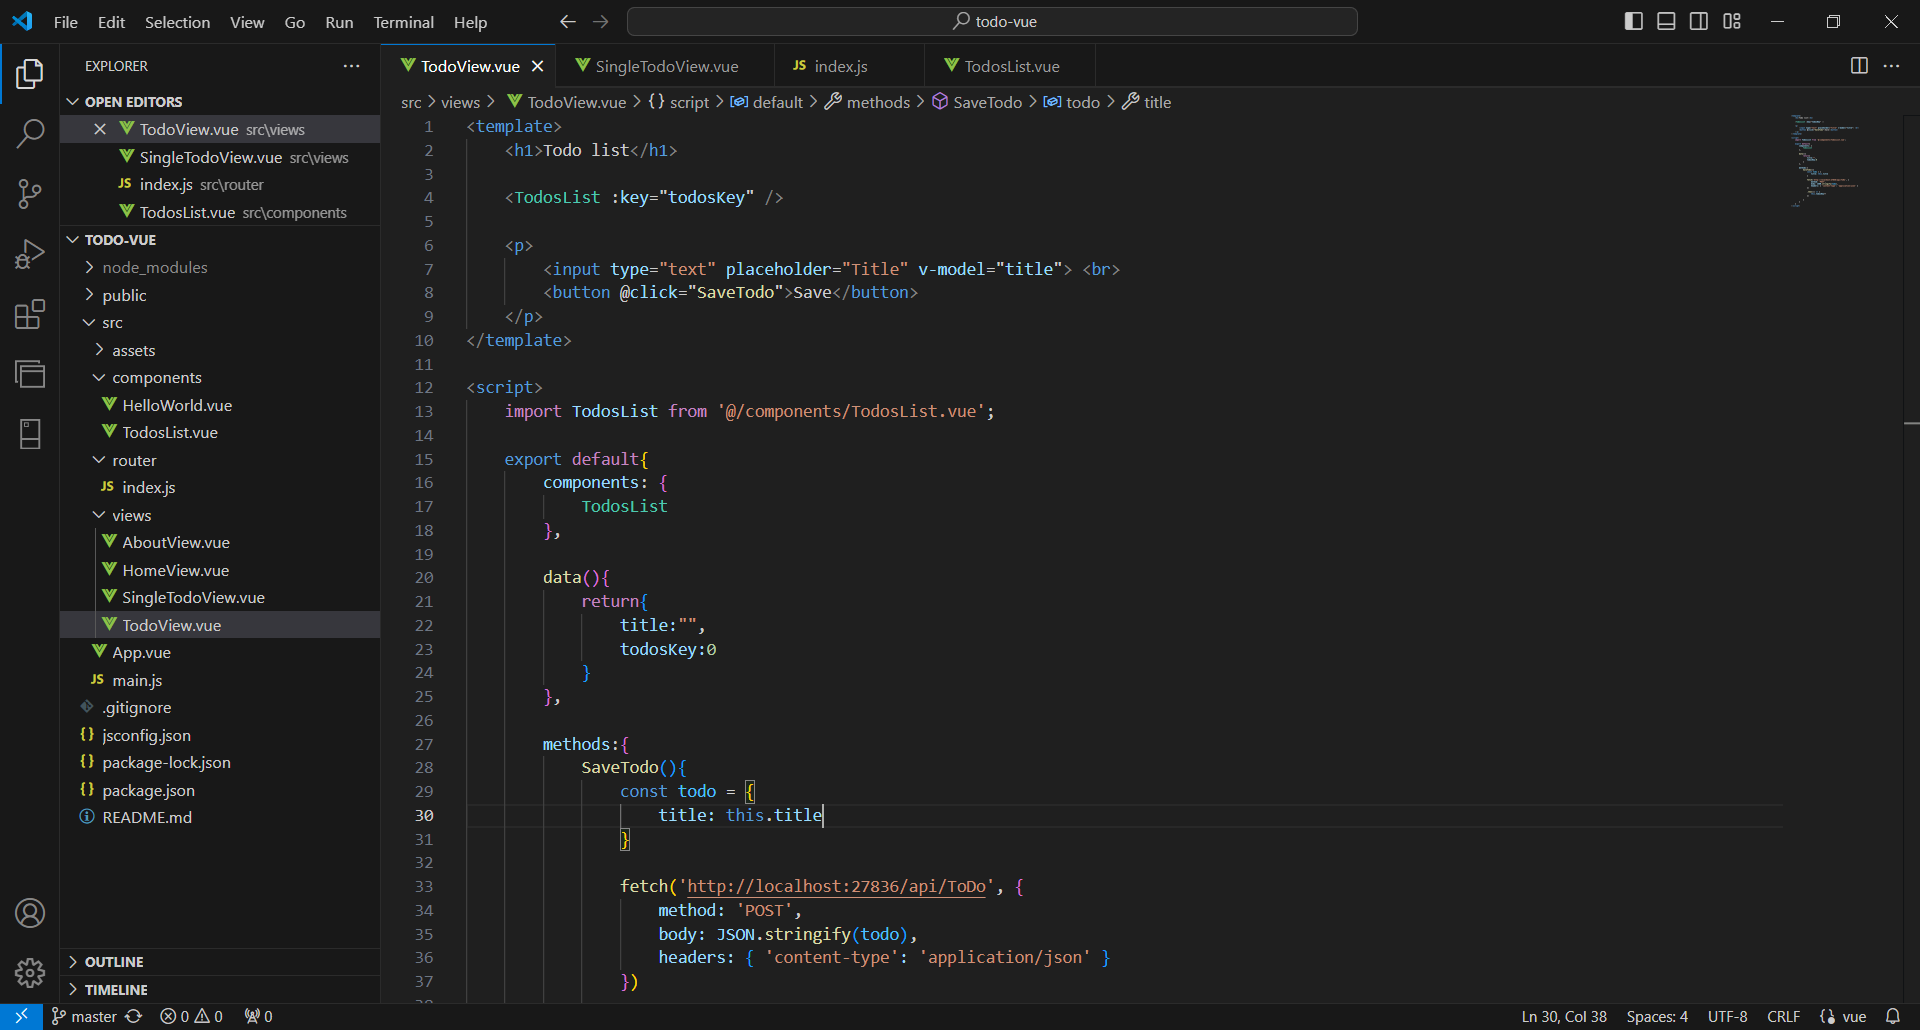 File Edit Selection View Go Run Terminal Help
todo-vue
EXPLORER
OPEN EDITORS
TodoView.vue src\views
SingleTodoView.vue src\views
JS index.js src\router
TodosList.vue src\components
TODO-VUE
node_modules
public
src
assets
components
HelloWorld.vue
TodosList.vue
router
JS index.js
views
AboutView.vue
HomeView.vue
SingleTodoView.vue
TodoView.vue
App.vue
JS main.js
.gitignore
{} jsconfig.json
{} package-lock.json
{} package.json
README.md
OUTLINE
TIMELINE
TodoView.vue
SingleTodoView.vue
JS index.js
TodosList.vue
src > views > TodoView.vue > {} script > default > methods > SaveTodo > todo > title
1 <template>
2 <h1>Todo list</h1>
3
4 <TodosList :key="todosKey" />
5
6 <p>
7 <input type="text" placeholder="Title" v-model="title"> <br>
8 <button @click="SaveTodo">Save</button>
9 </p>
10 </template>
11
12 <script>
13 import TodosList from '@/components/TodosList.vue';
14
15 export default{
16 components: {
17 TodosList
18 },
19
20 data(){
21 return{
22 title:"",
23 todosKey:0
24 }
25 },
26
27 methods:{
28 SaveTodo(){
29 const todo = {
30 title: this.title
31 }
32
33 fetch('http://localhost:27836/api/ToDo', {
34 method: 'POST',
35 body: JSON.stringify(todo),
36 headers: { 'content-type': 'application/json' }
37 })
master 0 0 0
Ln 30, Col 38 Spaces: 4 UTF-8 CRLF {} vue